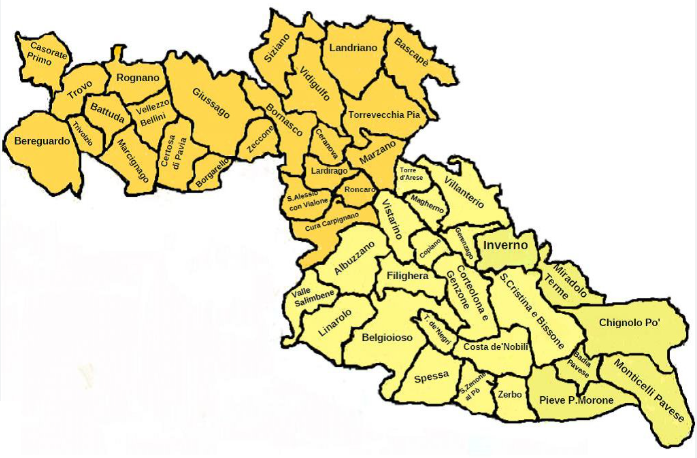 Casorate
Primo
Trovo
Rognano
Giussago
Siziano
Landriano
Bascapè
Vidigulfo
Battuda
Vellezzo
Bellini
Bereguardo
Trivolzio
Marcignago
Certosa
di Pavia
Borgarello
Zeccone
Bornasco
Ceranova
Torrevecchia Pia
Marzano
Lardirago
Roncaro
S.Alessio
con Vialone
Cura Carpignano
Torre
d'Arese
Villanterio
Magherno
Vistarino
Copiano
Gerenzago
Inverno
Albuzzano
Filighera
Corteolona e
Genzone
S.Cristina e Bissone
Miradolo
Terme
Valle
Salimbene
Linarolo
Belgioioso
T. de'Negri
Costa de'Nobili
Chignolo Po'
Badia
Pavese
Monticelli Pavese
Spessa
S.Zenone
al Pò
Zerbo
Pieve P.Morone